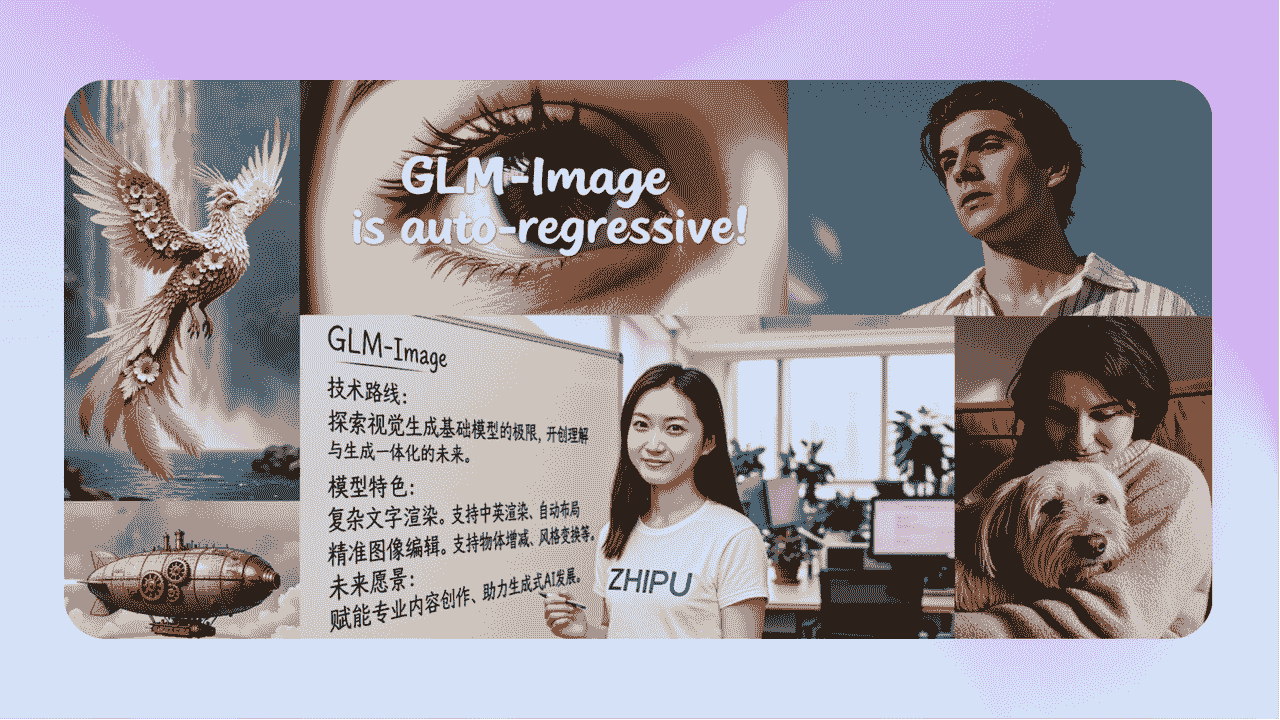 GLM-Image
is auto-regressive!
GLM-Image
技术路线：
探索视觉生成基础模型的极限, 开创理解
与生成一体化的未来。
模型特色：
复杂文字渲染。支持中英渲染、自动布局
精准图像编辑。支持物体增减、风格变换等。
未来愿景：
赋能专业内容创作、助力生成式AI发展。
ZHIPU